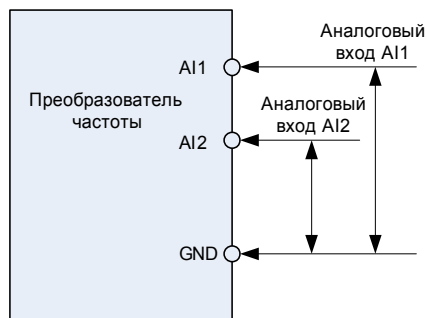 Аналоговый
вход AI1
AI1
Преобразователь
частоты
Аналоговый
вход AI2
AI2
GND